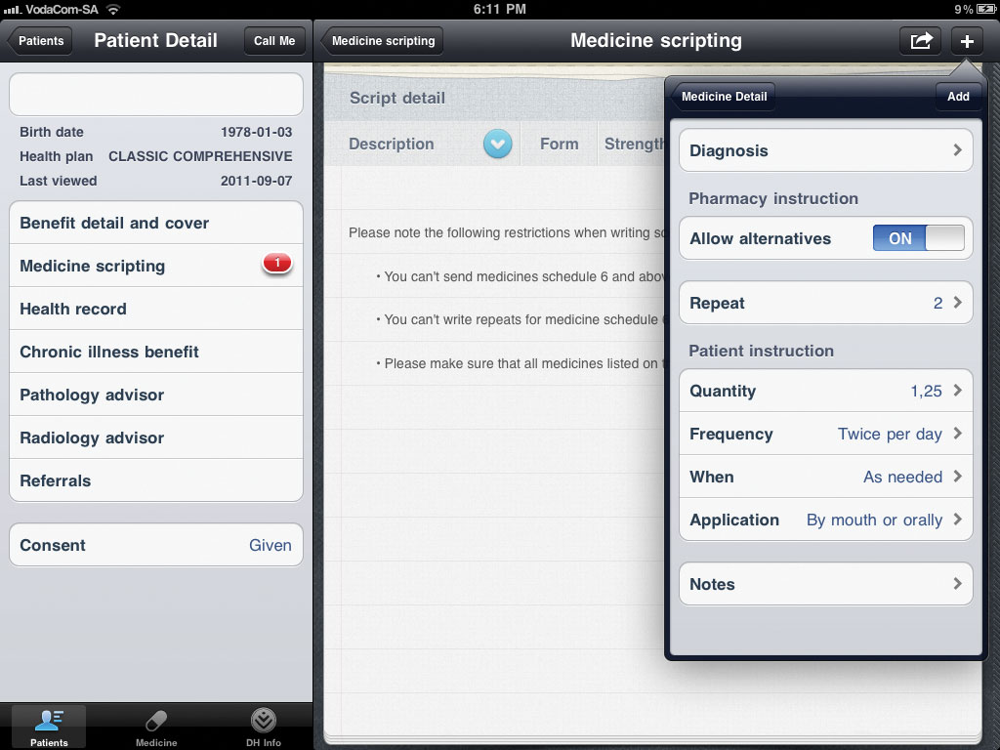 VodaCom-SA 6:11 PM 9%
Patients Patient Detail Call Me
Birth date 1978-01-03
Health plan CLASSIC COMPREHENSIVE
Last viewed 2011-09-07
Benefit detail and cover
Medicine scripting 1
Health record
Chronic illness benefit
Pathology advisor
Radiology advisor
Referrals
Consent Given
Patients Medicine DH Info
Medicine scripting Medicine scripting +
Script detail
Description Form Strength
Please note the following restrictions when writing
• You can't send medicines schedule 6 and
• You can't write repeats for medicine schedule
• Please make sure that all medicines listed on
Medicine Detail Add
Diagnosis
Pharmacy instruction
Allow alternatives ON
Repeat 2
Patient instruction
Quantity 1,25
Frequency Twice per day
When As needed
Application By mouth or orally
Notes